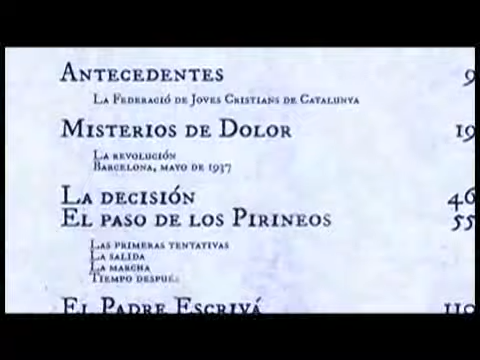 Antecedentes 9
La Federació de Joves Cristians de Catalunya
Misterios de Dolor 19
La revolución
Barcelona, mayo de 1937
La decisión 46
El paso de los Pirineos 55
Las primeras tentativas
La salida
La marcha
Tiempo después
El Padre Escrivá 110